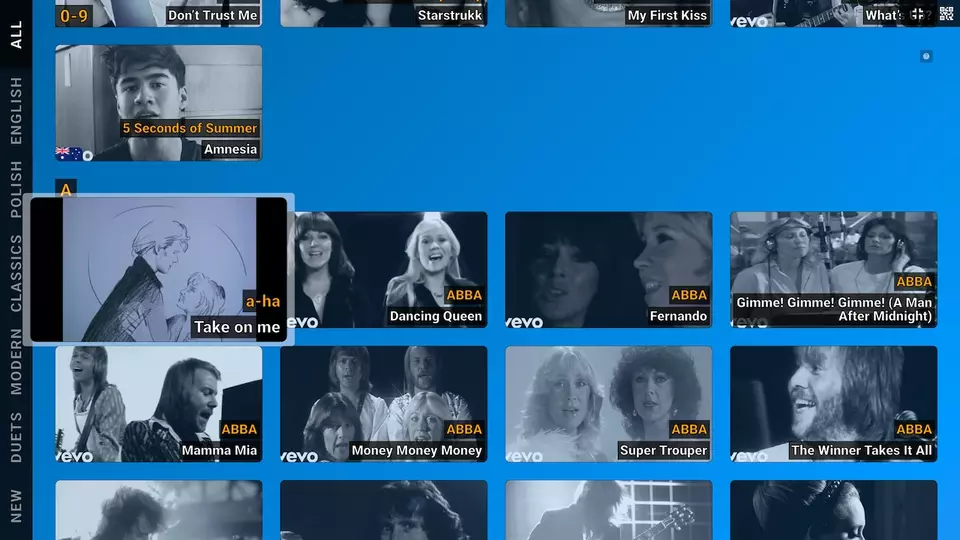 ALL
ENGLISH
POLISH
CLASSICS
MODERN
DUETS
NEW
0-9
Don't Trust Me
Starstrukk
My First Kiss
vevo
What's
5 Seconds of Summer
Amnesia
A
a-ha
Take on me
evo
ABBA
Dancing Queen
vevo
ABBA
Fernando
vevo
ABBA
Gimme! Gimme! Gimme! (A Man
After Midnight)
vevo
ABBA
Mamma Mia
evo
ABBA
Money Money Money
vevo
ABBA
Super Trouper
vevo
ABBA
The Winner Takes It All